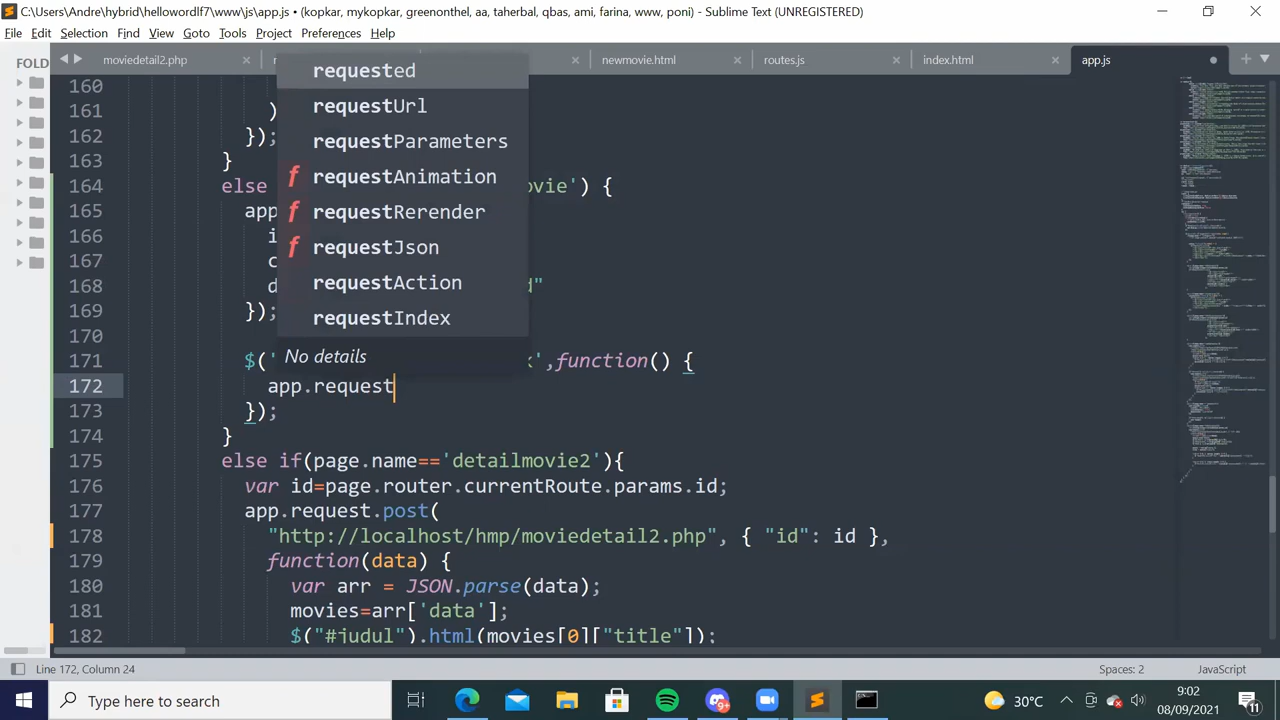 C:\Users\Andre\hybrid\hellowordlf7\www\js\app.js • (kopkar, mykopkar, greenanthel, aa, taherbal, qbas, ami, farina, www, poni) - Sublime Text (UNREGISTERED)
File Edit Selection Find View Goto Tools Project Preferences Help
FOLD moviedetail2.php newmovie.html routes.js index.html app.js
requested
requestUrl
requestParameters
requestAnimation
requestRerender
requestJson
requestAction
requestIndex
No details
160
161 )
162 });
163 }
164 else ovie') {
165 app
166 i
167 c
168 d d"
169 });
170
171 $(' ',function() {
172 app.request
173 });
174 }
175 else if(page.name=='detailmovie2'){
176 var id=page.router.currentRoute.params.id;
177 app.request.post(
178 "http://localhost/hmp/moviedetail2.php", { "id": id },
179 function(data) {
180 var arr = JSON.parse(data);
181 movies=arr['data'];
182 $("#judul").html(movies[0]["title"]);
Line 172, Column 24 Spaces: 2 JavaScript
Type here to search 9+ 30°C 9:02
08/09/2021 11